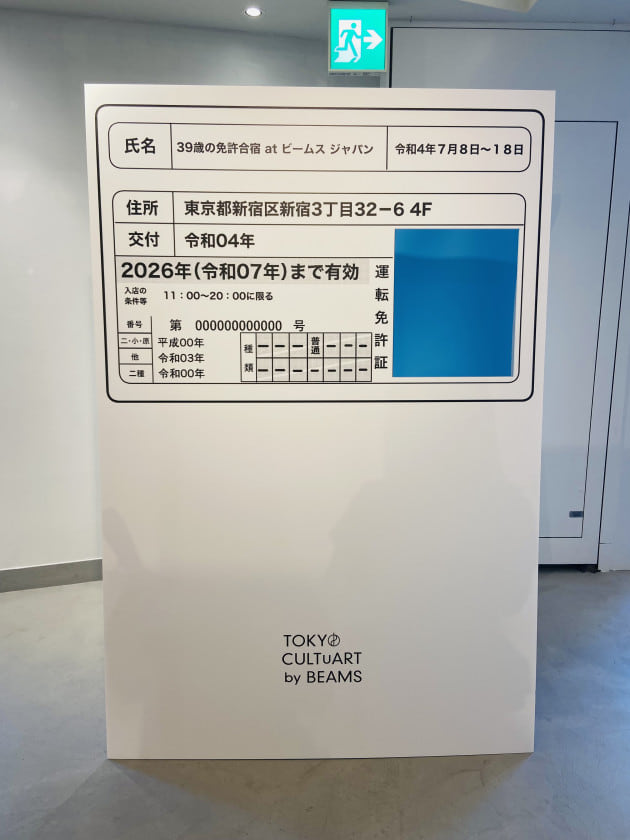 氏名 39歳の免許合宿 at ビームス ジャパン 令和4年7月8日〜18日
住所 東京都新宿区新宿3丁目32−6 4F
交付 令和04年
2026年(令和07年)まで有効
入店の
条件等
11:00〜20:00に限る
番号 第 000000000000 号
二・小・原 平成00年
他 令和03年
二種 令和00年
種類
普通
運転免許証
TOKYO
CULTuART
by BEAMS